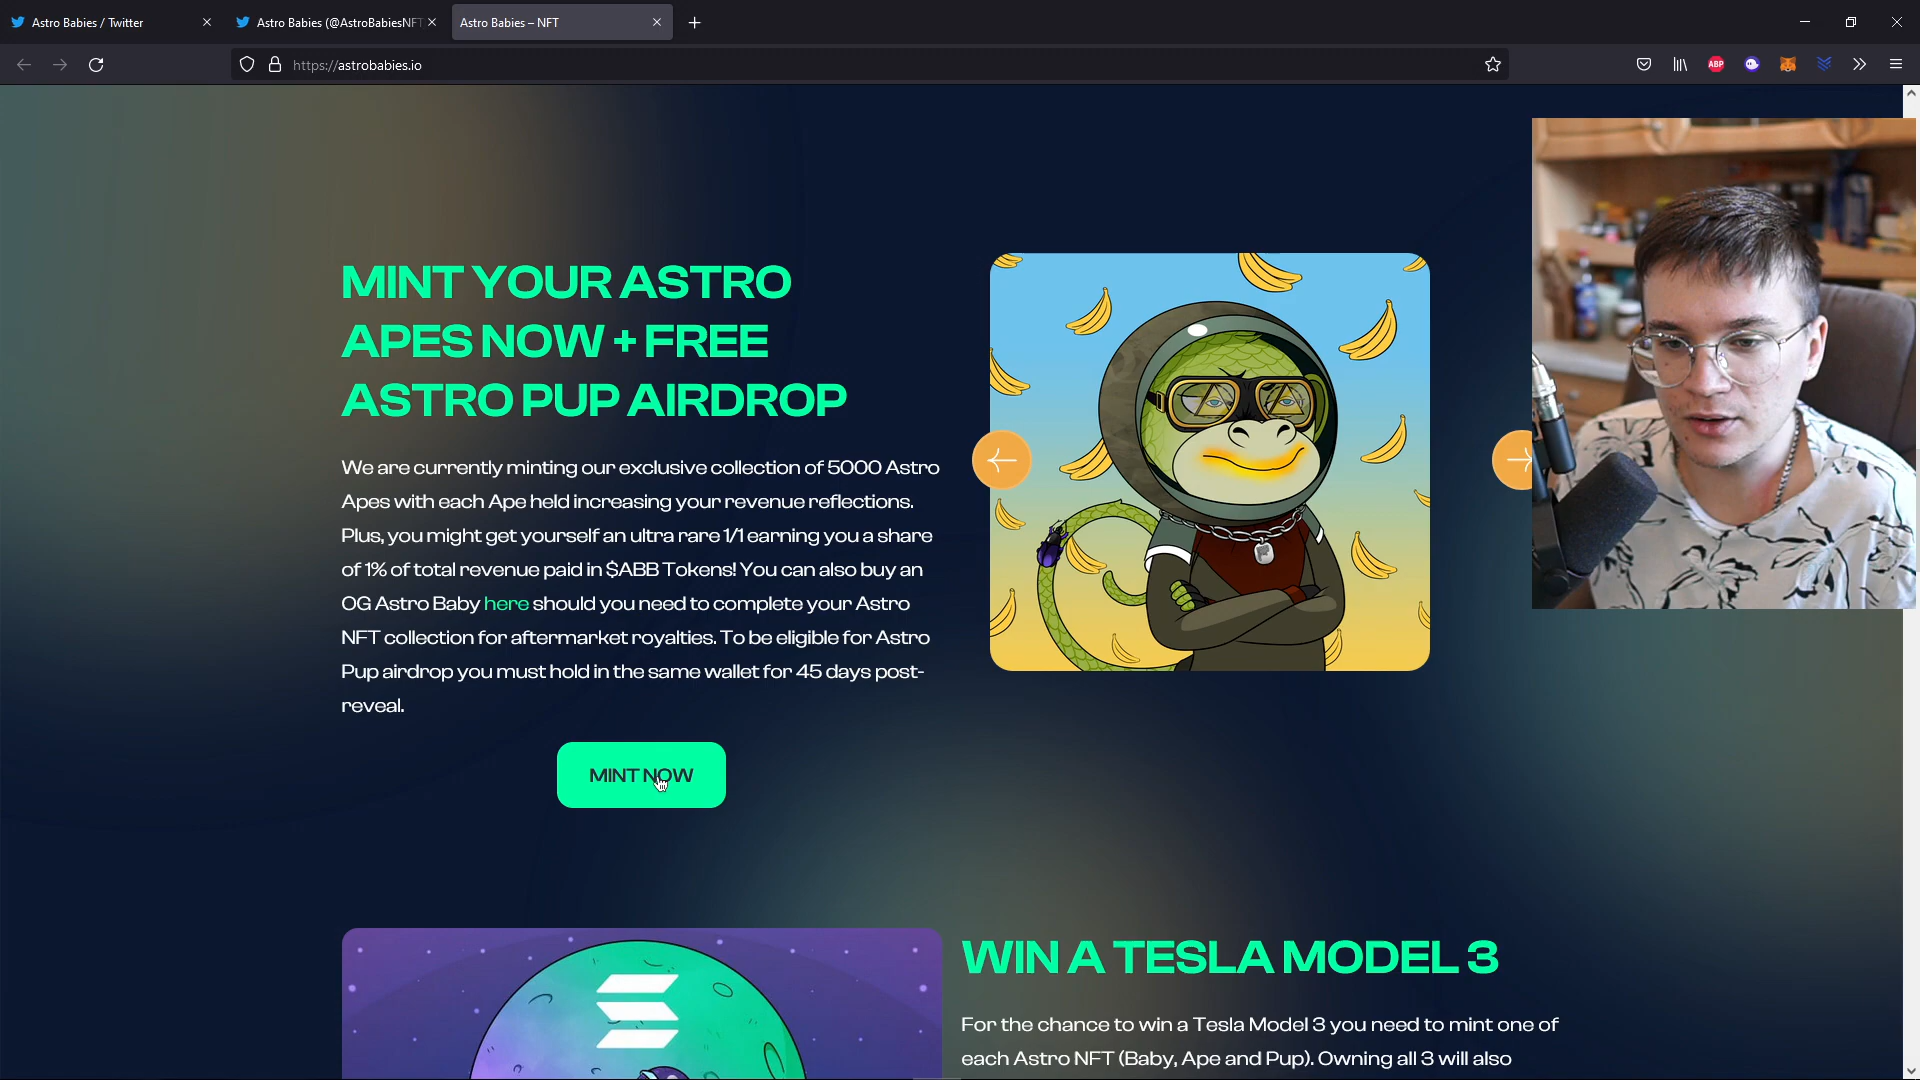 Astro Babies / Twitter
Astro Babies (@AstroBabiesNFT
Astro Babies – NFT
https://astrobabies.io
ABP
MINT YOUR ASTRO
APES NOW + FREE
ASTRO PUP AIRDROP
We are currently minting our exclusive collection of 5000 Astro
Apes with each Ape held increasing your revenue reflections.
Plus, you might get yourself an ultra rare 1/1 earning you a share
of 1% of total revenue paid in $ABB Tokens! You can also buy an
OG Astro Baby here should you need to complete your Astro
NFT collection for aftermarket royalties. To be eligible for Astro
Pup airdrop you must hold in the same wallet for 45 days post-
reveal.
MINT NOW
WIN A TESLA MODEL 3
For the chance to win a Tesla Model 3 you need to mint one of
each Astro NFT (Baby, Ape and Pup). Owning all 3 will also